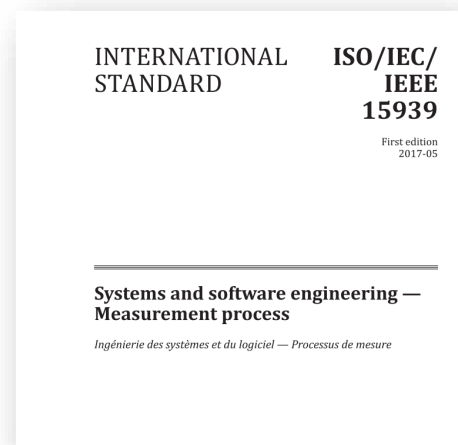 INTERNATIONAL
STANDARD
ISO/IEC/
IEEE
15939
First edition
2017-05
Systems and software engineering —
Measurement process
Ingénierie des systèmes et du logiciel — Processus de mesure